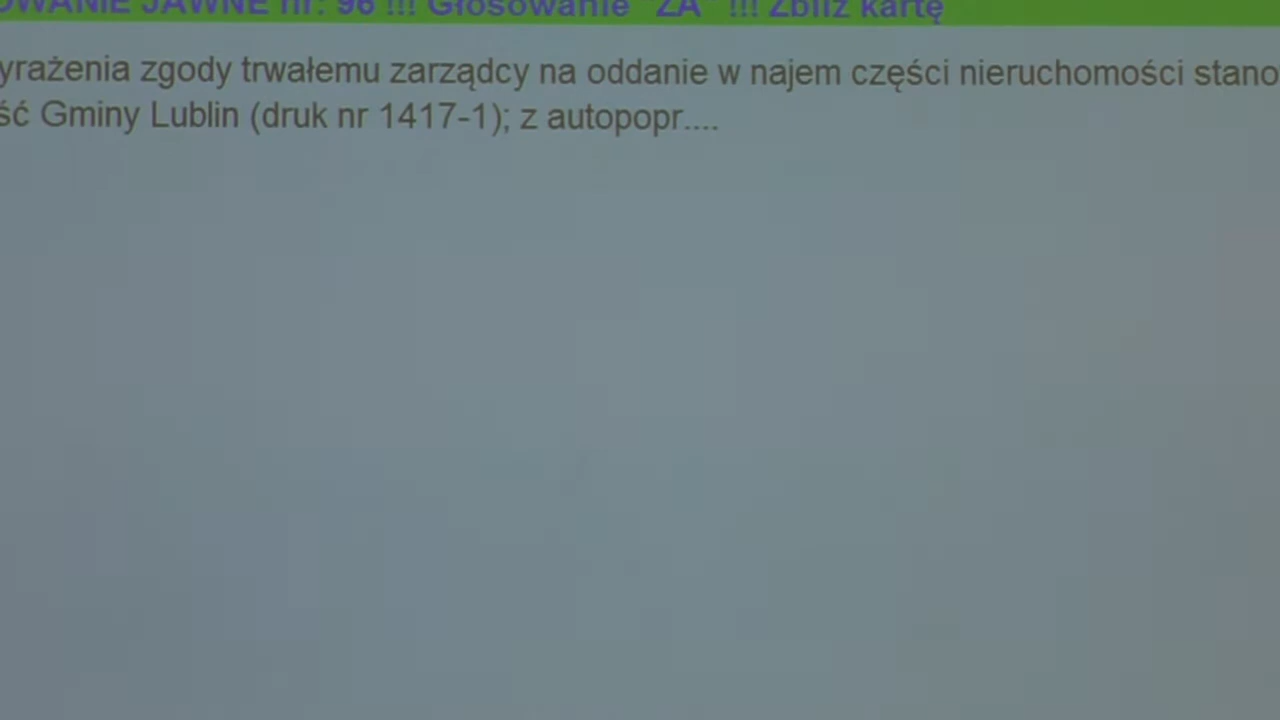 OWANIE JAWNE nr: 96 !!! Głosowanie "ZA" !!! Zbliż kartę
yrażenia zgody trwałemu zarządcy na oddanie w najem części nieruchomości stano
ść Gminy Lublin (druk nr 1417-1); z autopopr....